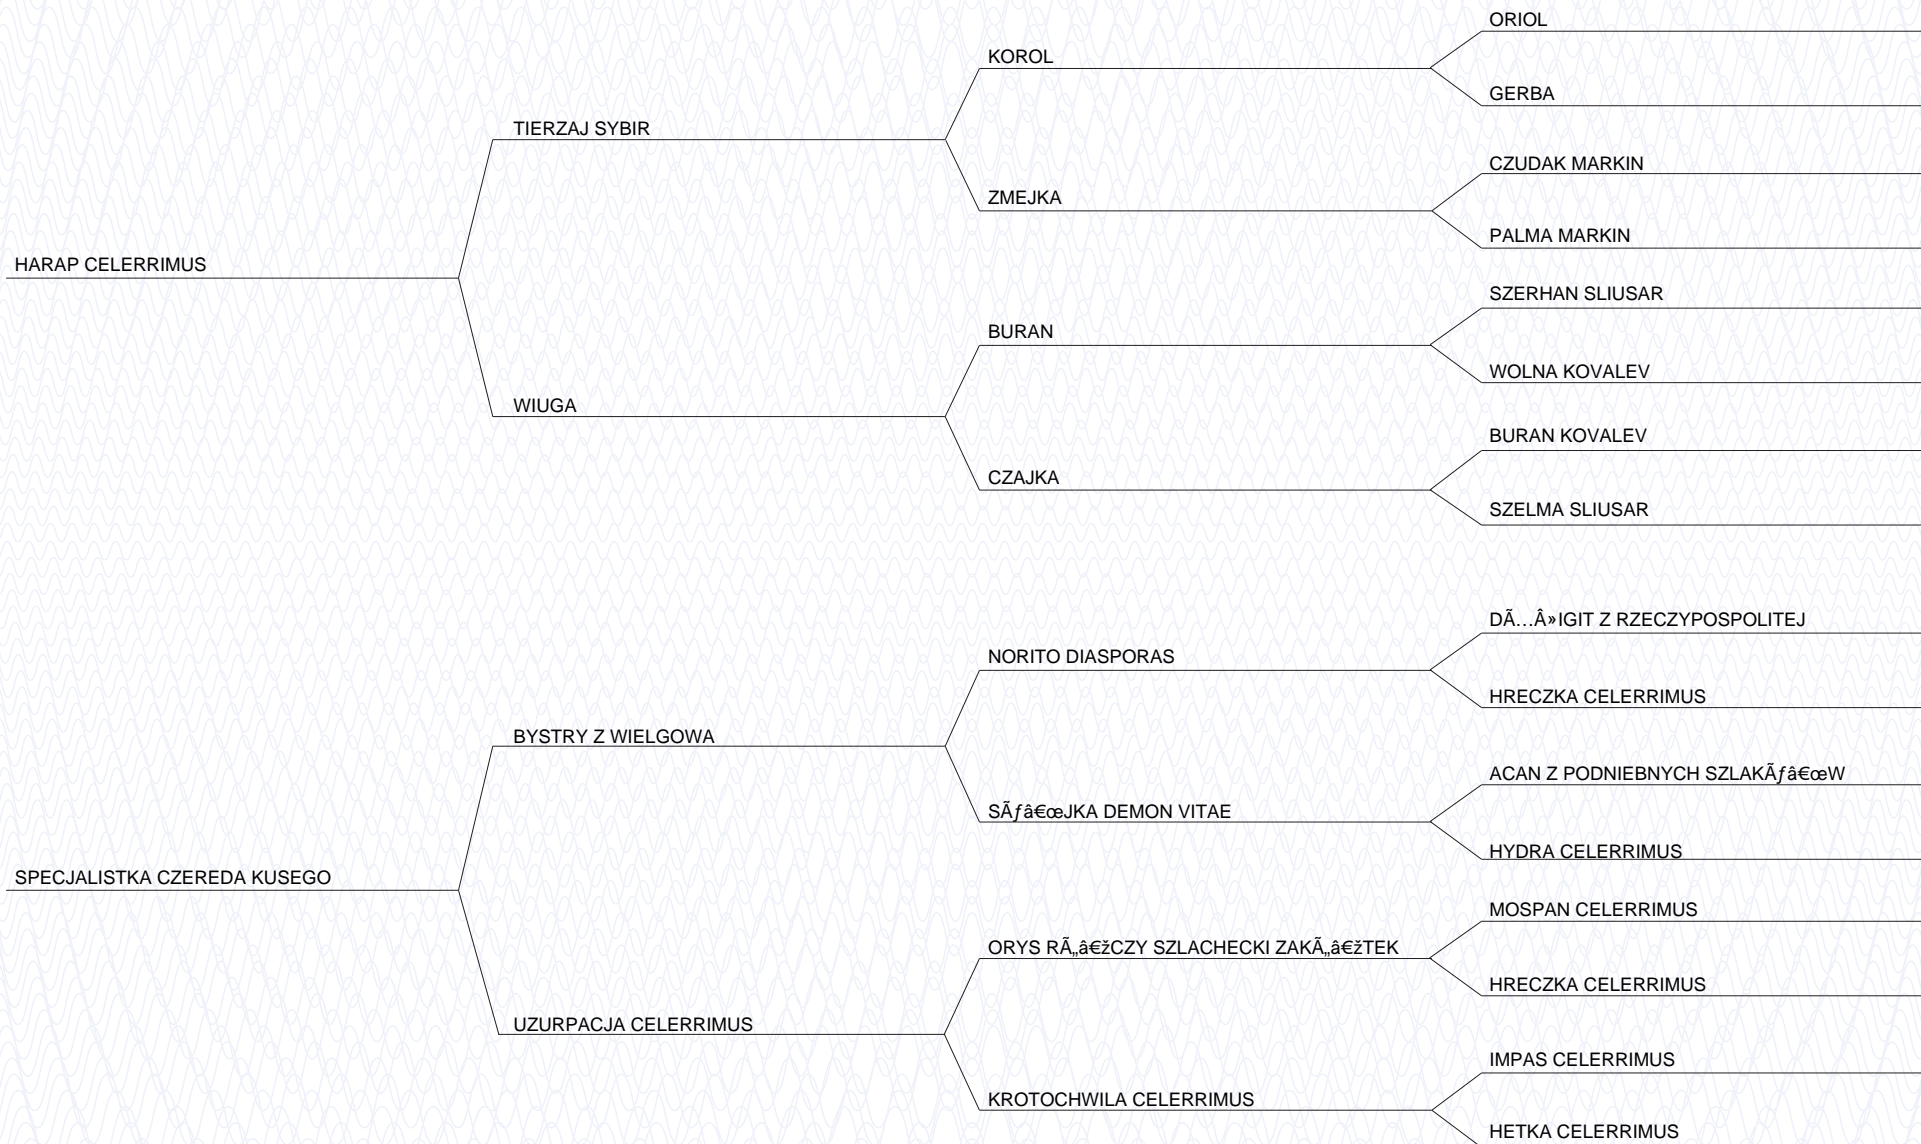 ORIOL
KOROL
GERBA
TIERZAJ SYBIR
CZUDAK MARKIN
ZMEJKA
PALMA MARKIN
HARAP CELERRIMUS
SZERHAN SLIUSAR
BURAN
WOLNA KOVALEV
WIUGA
BURAN KOVALEV
CZAJKA
SZELMA SLIUSAR
DÃ…Â»IGIT Z RZECZYPOSPOLITEJ
NORITO DIASPORAS
HRECZKA CELERRIMUS
BYSTRY Z WIELGOWA
ACAN Z PODNIEBNYCH SZLAKÃƒâ€œW
SÃƒâ€œJKA DEMON VITAE
HYDRA CELERRIMUS
SPECJALISTKA CZEREDA KUSEGO
MOSPAN CELERRIMUS
ORYS RÃ„â€žCZY SZLACHECKI ZAKÃ„â€žTEK
HRECZKA CELERRIMUS
UZURPACJA CELERRIMUS
IMPAS CELERRIMUS
KROTOCHWILA CELERRIMUS
HETKA CELERRIMUS